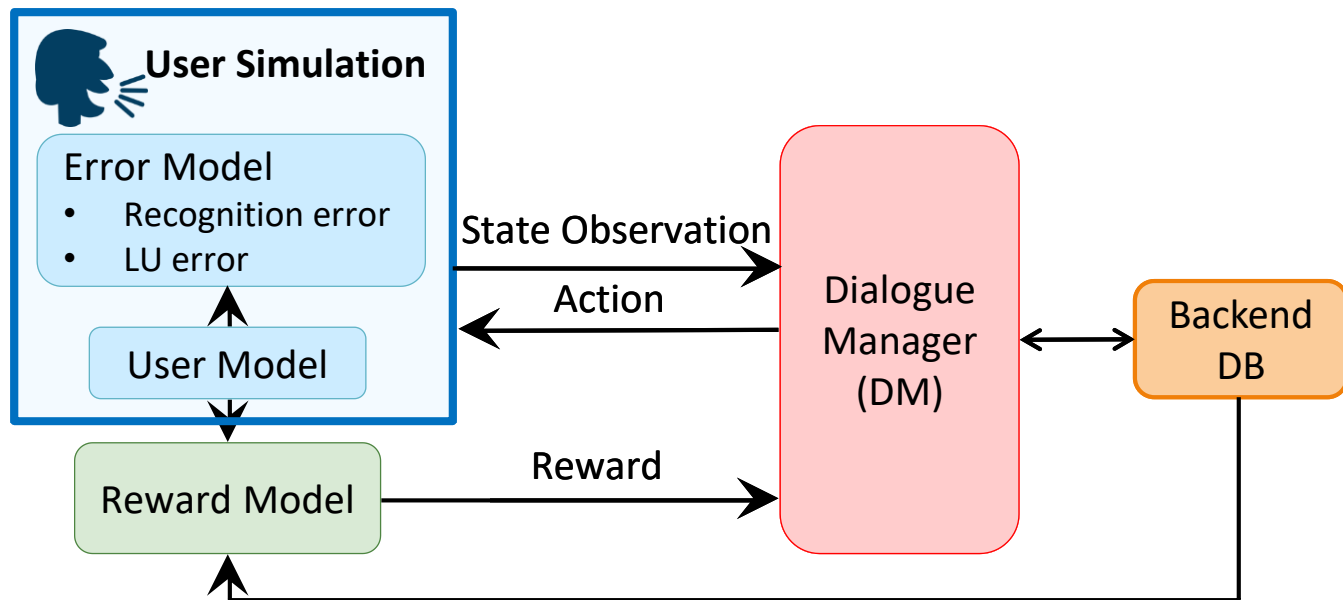 User Simulation
Error Model
• Recognition error
• LU error
User Model
Reward Model
State Observation
Action
Reward
Dialogue
Manager
(DM)
Backend
DB